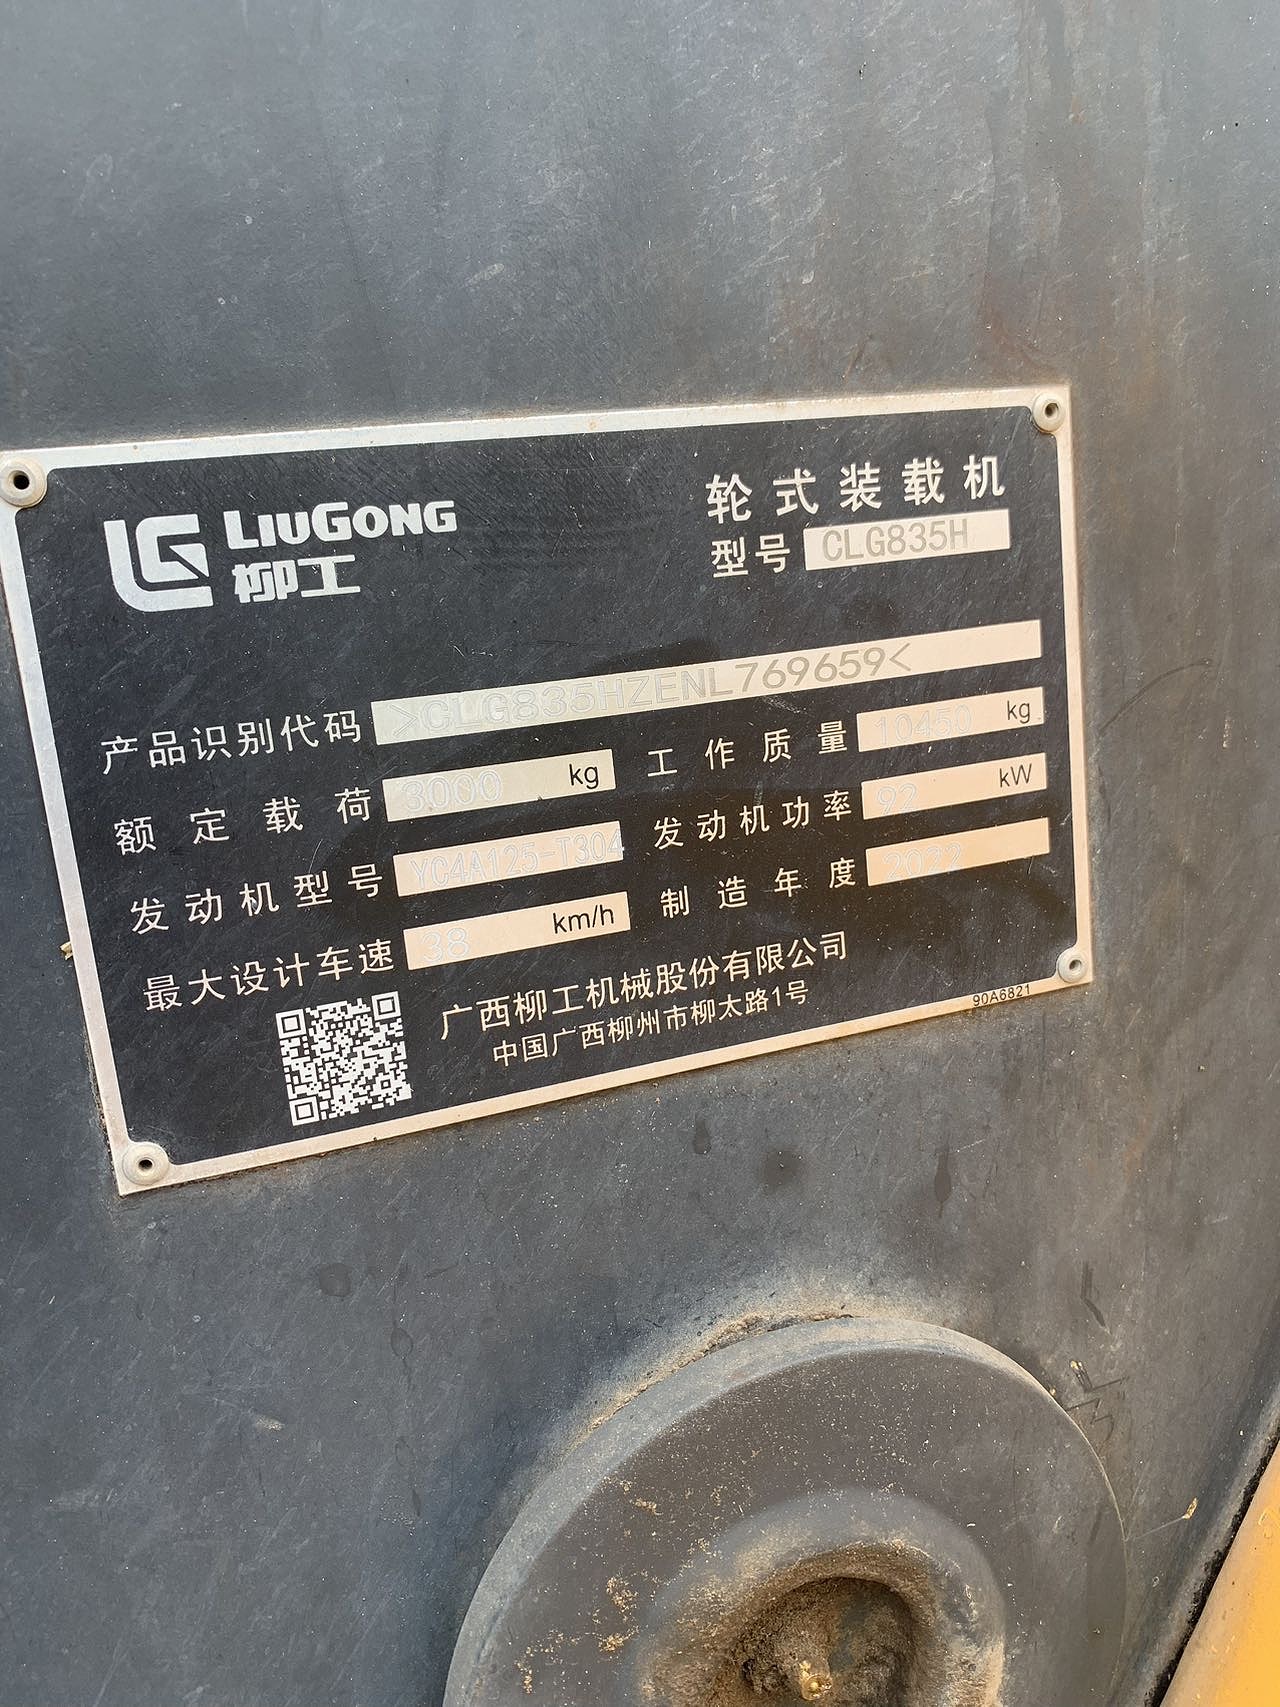 LIUGONG
柳工
轮式装载机
型号 CLG835H
产品识别代码 >CLG835HZENL769659<
额定载荷 3000 kg 工作质量 10450 kg
发动机型号 YC4A125-T304 发动机功率 92 kW
最大设计车速 38 km/h 制造年度 2022
广西柳工机械股份有限公司
中国广西柳州市柳太路1号
90A6821